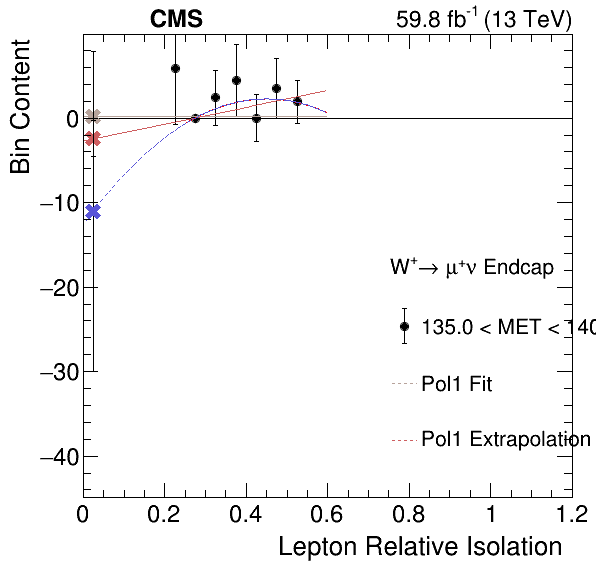 CMS 59.8 fb⁻¹ (13 TeV)
Bin Content
0
−10
−20
−30
−40
W⁺→ μ⁺ν Endcap
135.0 < MET < 140
Pol1 Fit
Pol1 Extrapolation
0 0.2 0.4 0.6 0.8 1 1.2
Lepton Relative Isolation